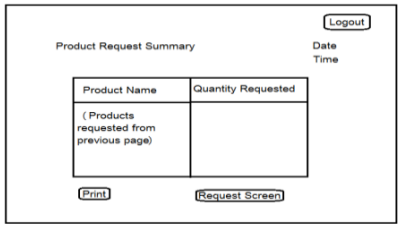 Logout
Product Request Summary
Date
Time
Product Name
Quantity Requested
( Products
requested from
previous page)
Print
Request Screen